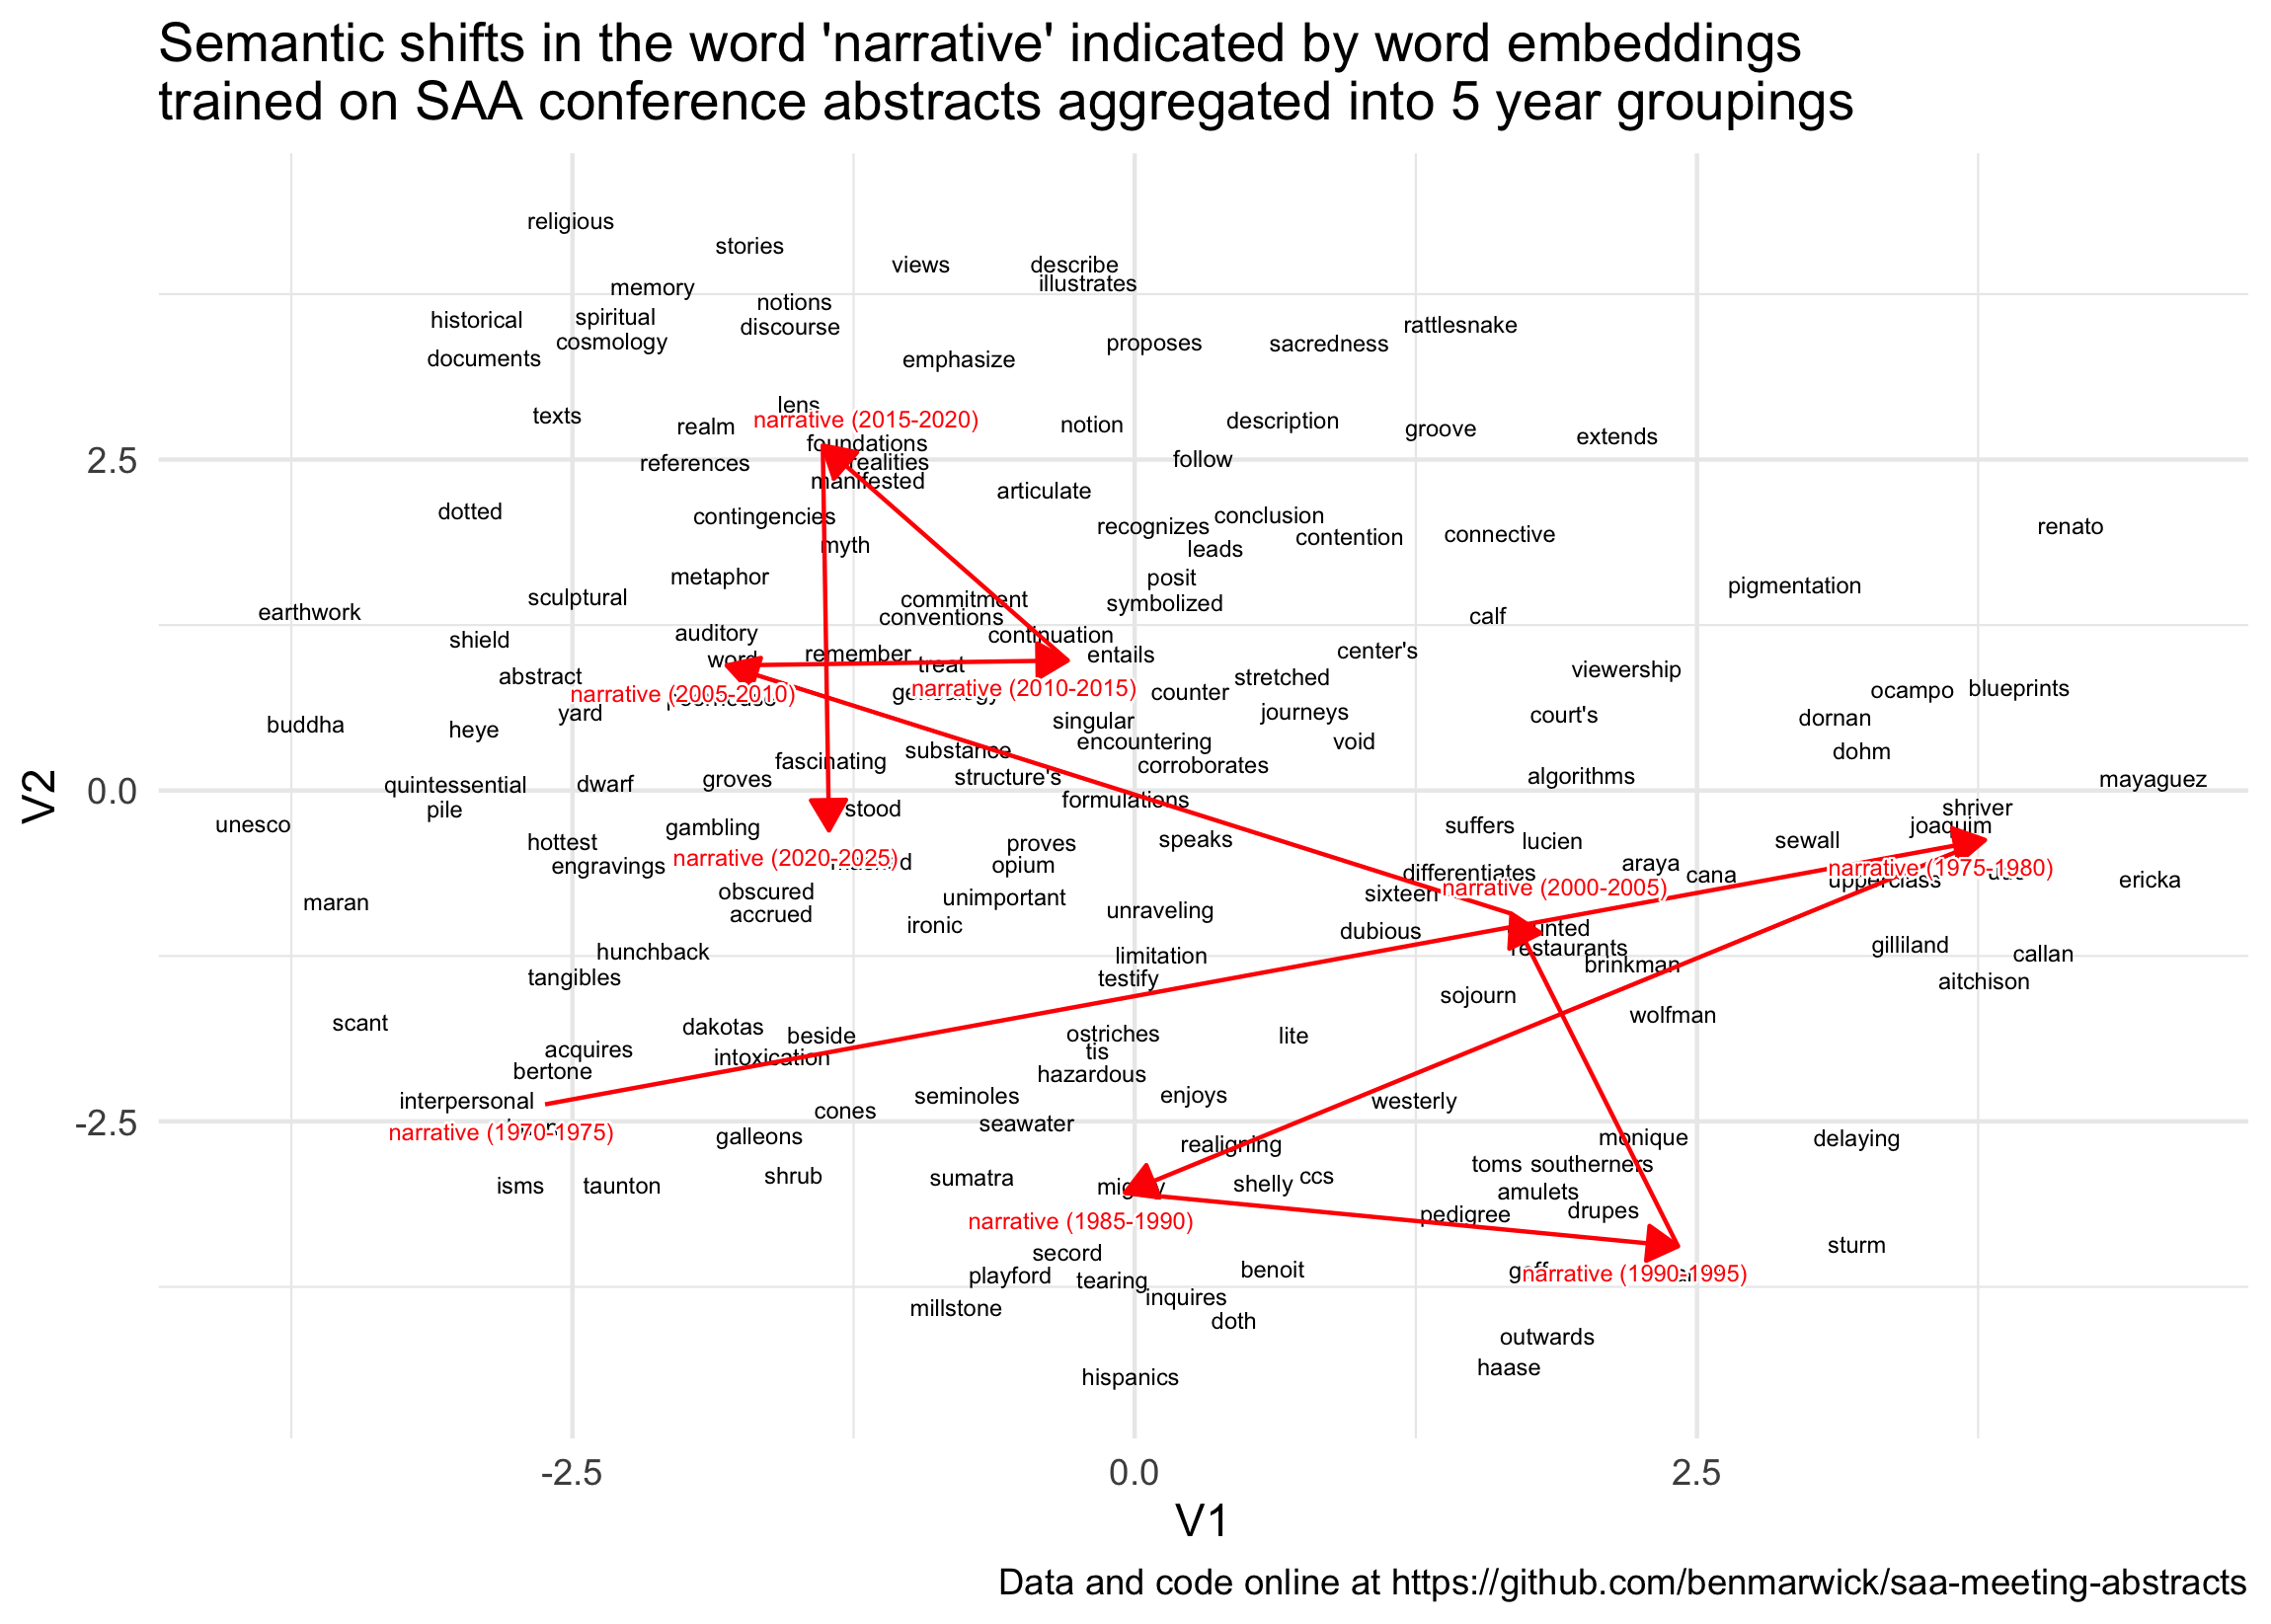 Semantic shifts in the word 'narrative' indicated by word embeddings
trained on SAA conference abstracts aggregated into 5 year groupings
religious
stories
views
describe
illustrates
memory
notions
historical
spiritual
discourse
rattlesnake
cosmology
proposes
sacredness
documents
emphasize
lens
texts
narrative (2015-2020)
realm
notion
description
groove
extends
foundations
2.5
references
realities
follow
manifested
articulate
dotted
contingencies
conclusion
recognizes
renato
contention
connective
myth
leads
metaphor
posit
pigmentation
sculptural
commitment
symbolized
earthwork
conventions
calf
auditory
continuation
shield
remember
entails
center's
word
treat
viewership
abstract
stretched
narrative (2005-2010)
narrative (2010-2015)
counter
ocampo
blueprints
genealogy
yard
journeys
court's
dornan
buddha
heye
singular
encountering
void
substance
dohm
fascinating
corroborates
V2
0.0
quintessential
dwarf
groves
structure's
algorithms
mayaguez
pile
stood
formulations
shriver
unesco
gambling
suffers
joaquim
hottest
proves
speaks
lucien
sewall
narrative (2020-2025)
engravings
opium
differentiates
araya
cana
narrative (1975-1980)
upperclass
ericka
obscured
unimportant
sixteen
narrative (2000-2005)
maran
accrued
ironic
unraveling
dubious
restaurants
gilliland
hunchback
limitation
brinkman
callan
tangibles
testify
aitchison
sojourn
scant
dakotas
beside
ostriches
lite
wolfman
acquires
intoxication
tis
bertone
hazardous
interpersonal
seminoles
enjoys
westerly
-2.5
cones
seawater
narrative (1970-1975)
galleons
realigning
monique
delaying
shrub
sumatra
ccs
toms
southerners
isms
taunton
shelly
amulets
narrative (1985-1990)
pedigree
drupes
secord
sturm
playford
tearing
benoit
narrative (1990-1995)
millstone
inquires
doth
outwards
haase
hispanics
-2.5
0.0
2.5
V1
Data and code online at https://github.com/benmarwick/saa-meeting-abstracts